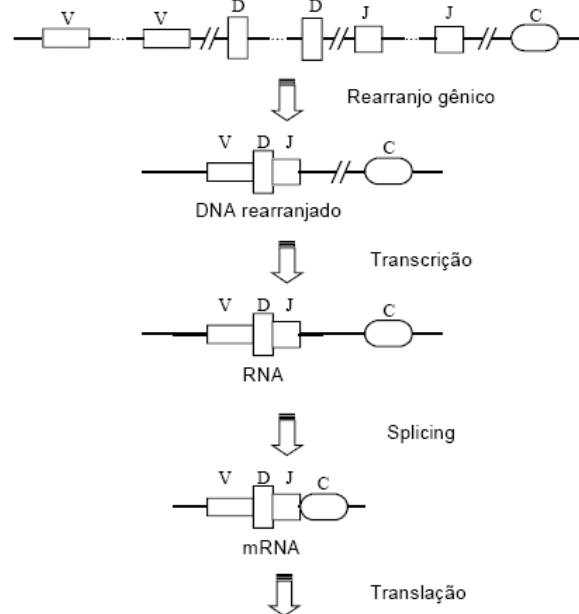 V V D D J J C
Rearranjo gênico
V D J C
DNA rearranjado
Transcrição
V D J C
RNA
Splicing
V D J C
mRNA
Translação